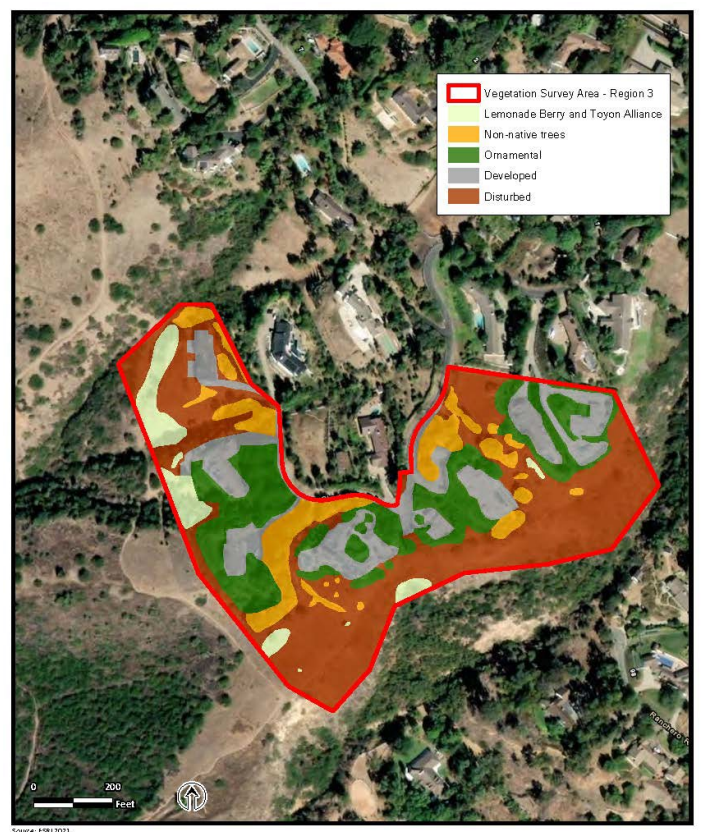 Vegetation Survey Area - Region 3
Lemonade Berry and Toyon Alliance
Non-native trees
Ornamental
Developed
Disturbed
Ranchero
0 200
Feet
Source: ESRI 2021